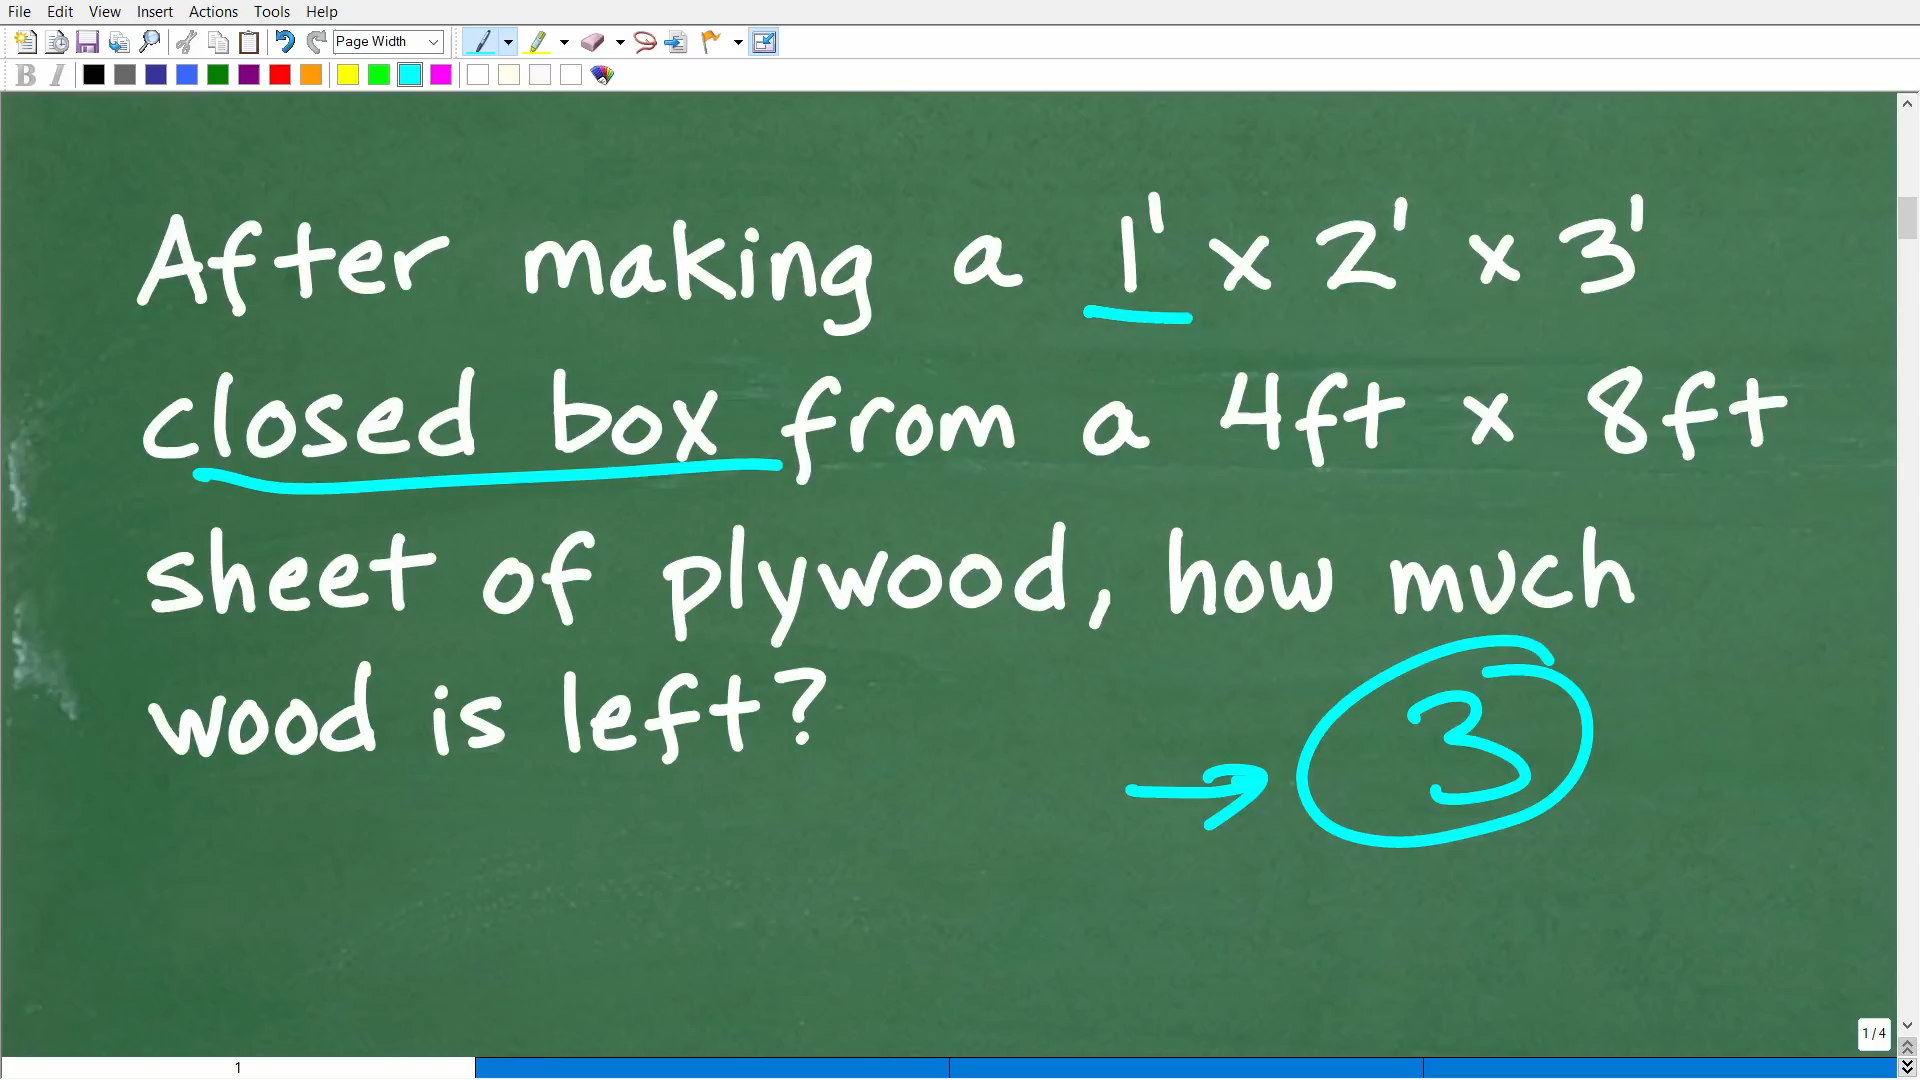 File Edit View Insert Actions Tools Help
Page Width
B I
After making a 1' x 2' x 3'
closed box from a 4ft x 8ft
sheet of plywood, how much
wood is left?
→ 3
1 / 4
1